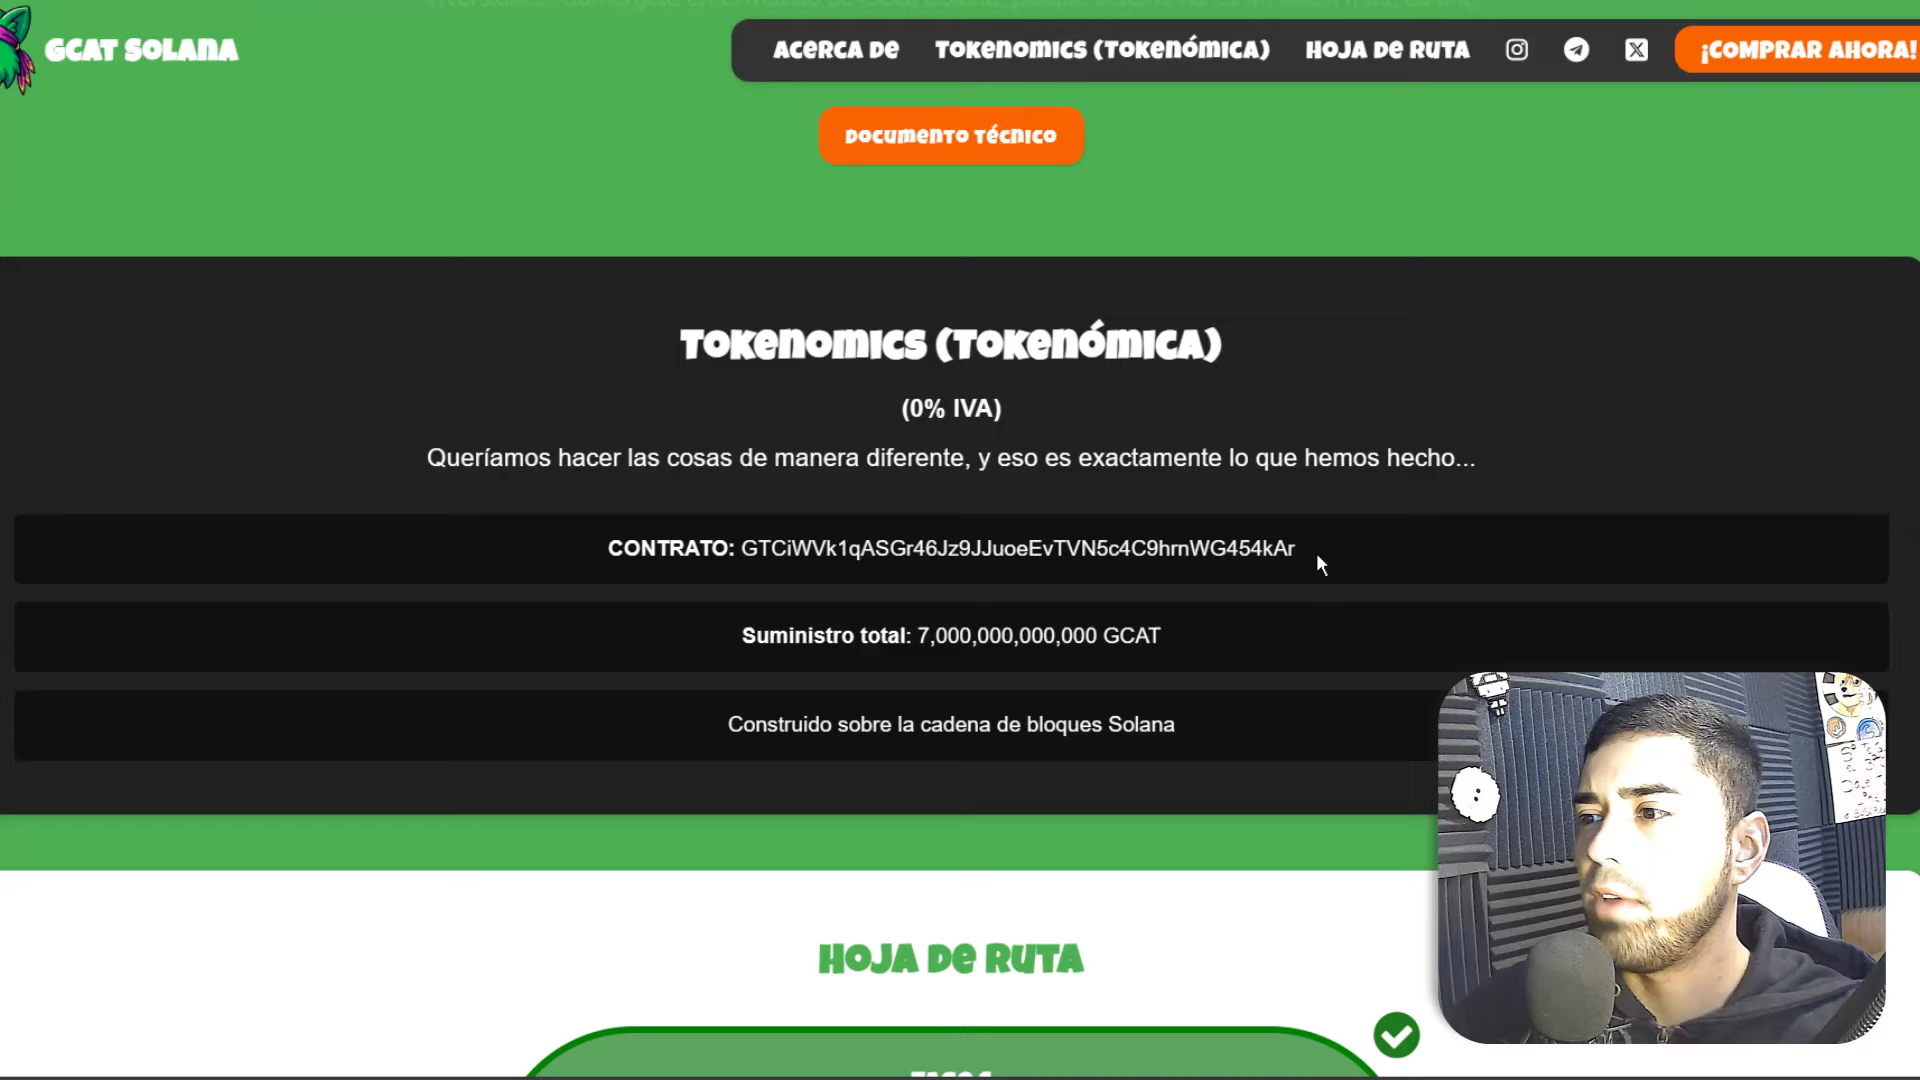 GCAT SOLANA
ACERCA DE
TOKENOMICS (TOKENÓMICA)
HOJA DE RUTA
¡COMPRAR AHORA!
DOCUMENTO TÉCNICO
TOKENOMICS (TOKENÓMICA)
(0% IVA)
Queríamos hacer las cosas de manera diferente, y eso es exactamente lo que hemos hecho...
CONTRATO: GTCiWVk1qASGr46Jz9JJuoeEvTVN5c4C9hrnWG454kAr
Suministro total: 7,000,000,000,000 GCAT
Construido sobre la cadena de bloques Solana
HOJA DE RUTA